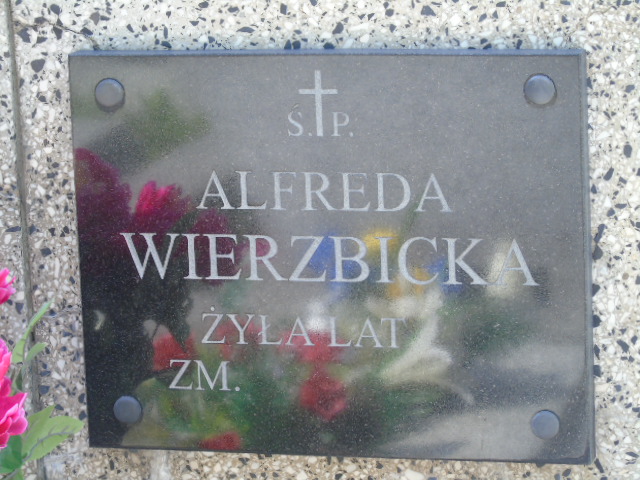 Ś. P.
ALFREDA
WIERZBICKA
ŻYŁA LAT
ZM.